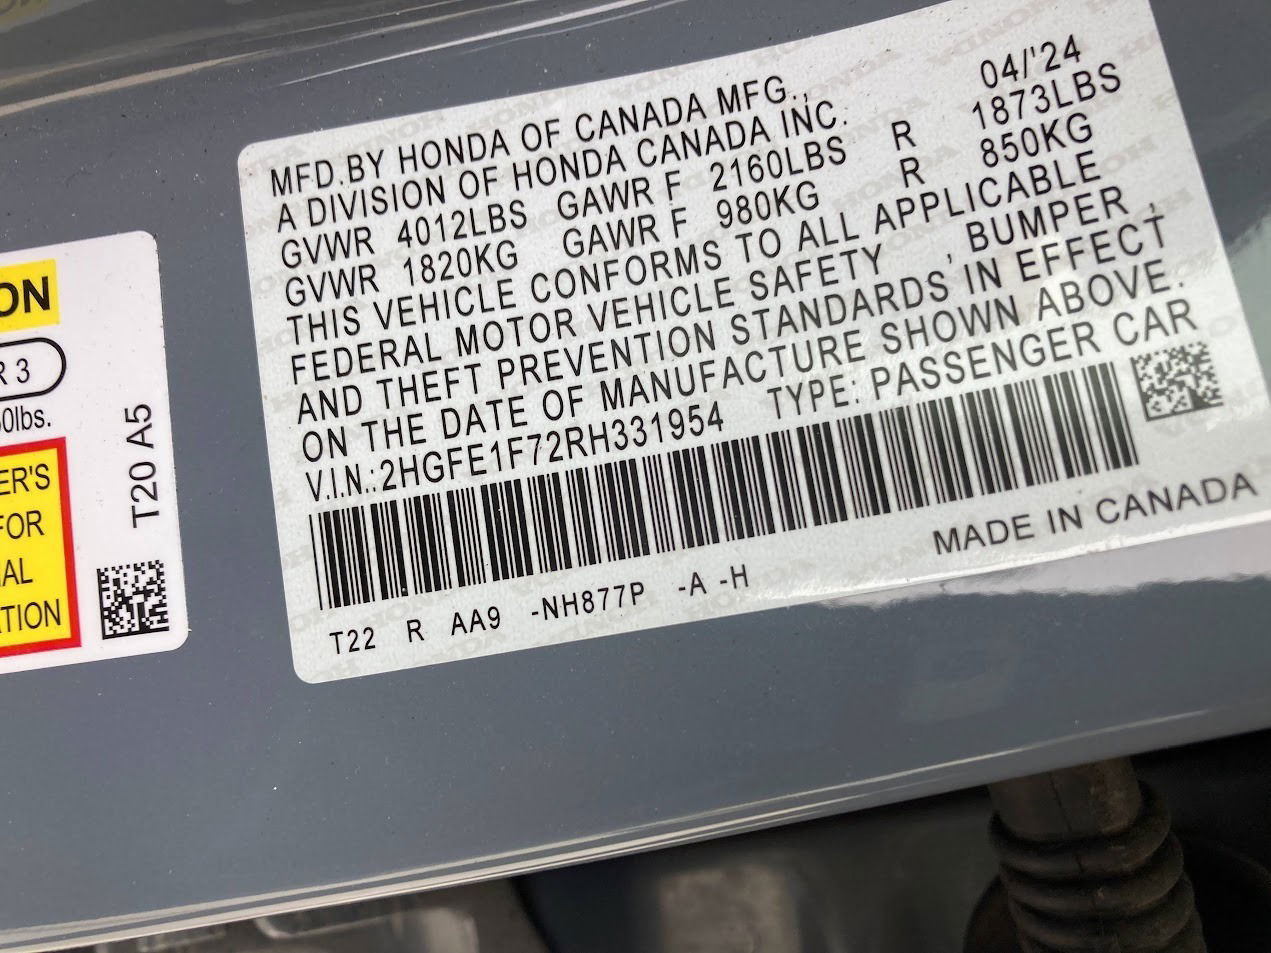 MFD.BY HONDA OF CANADA MFG., 04/'24
A DIVISION OF HONDA CANADA INC.
GVWR 4012LBS GAWR F 2160LBS R 1873LBS
GVWR 1820KG GAWR F 980KG R 850KG
THIS VEHICLE CONFORMS TO ALL APPLICABLE
FEDERAL MOTOR VEHICLE SAFETY , BUMPER ,
AND THEFT PREVENTION STANDARDS IN EFFECT
ON THE DATE OF MANUFACTURE SHOWN ABOVE.
V.I.N.:2HGFE1F72RH331954 TYPE: PASSENGER CAR
MADE IN CANADA
T22 R AA9 -NH877P -A -H
ON
R 3
0lbs.
ER'S
FOR
IAL
TION
T20 A5